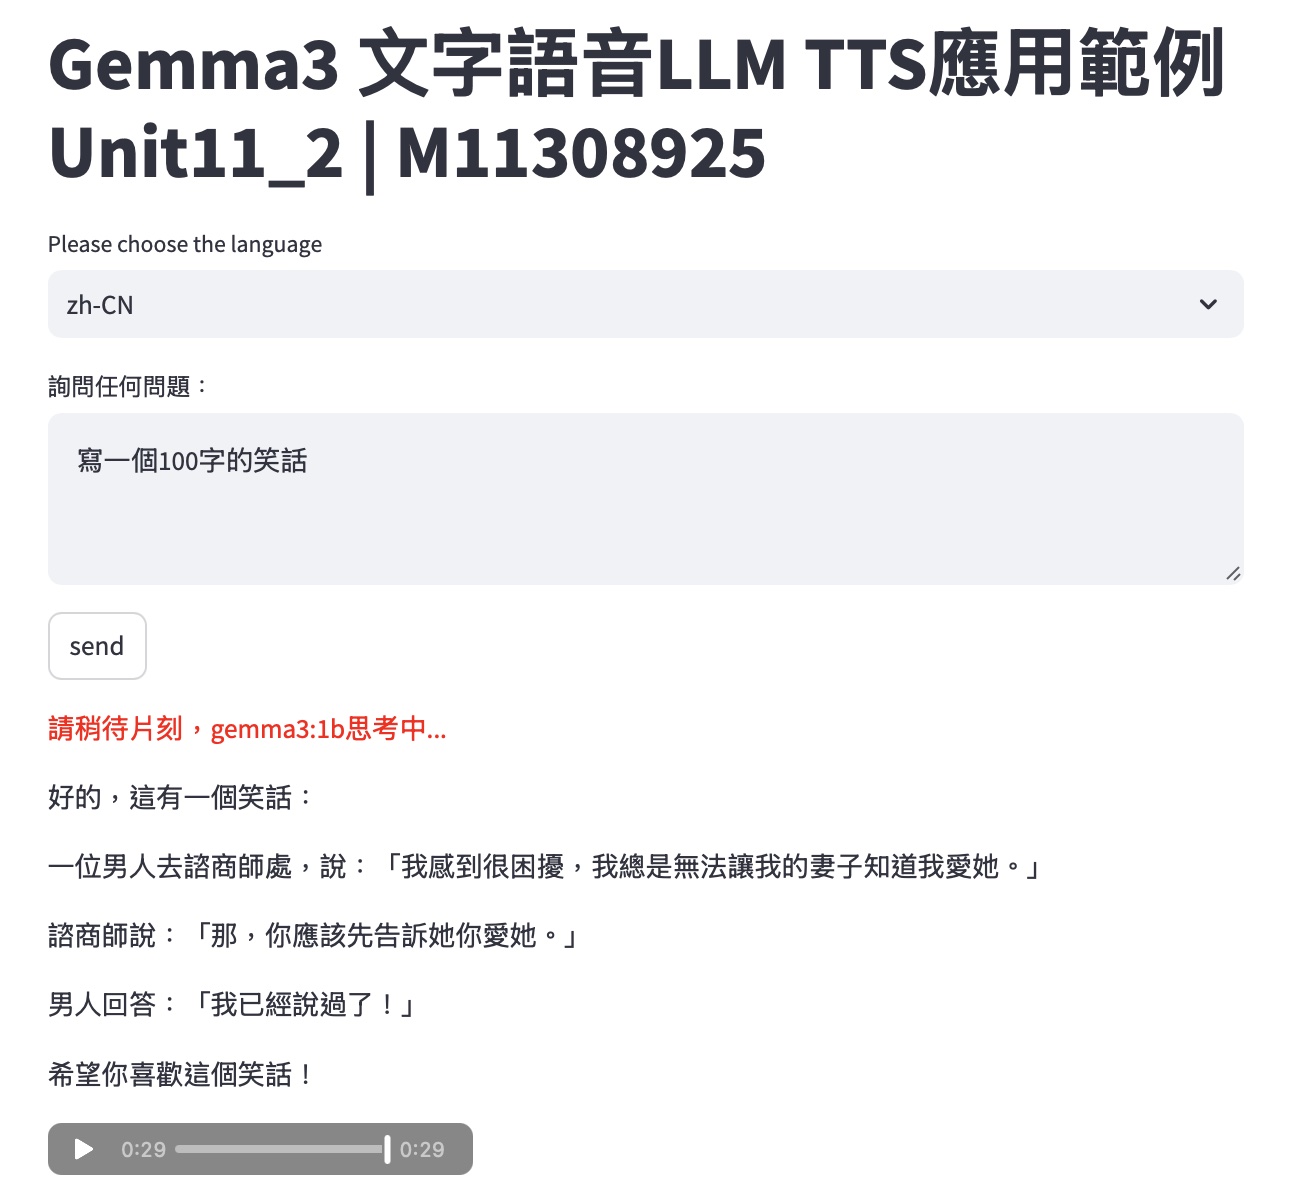 Gemma3 文字語音LLM TTS應用範例
Unit11_2 | M11308925
Please choose the language
zh-CN
詢問任何問題：
寫一個100字的笑話
send
請稍待片刻，gemma3:1b思考中...
好的，這有一個笑話：
一位男人去諮商師處，說：「我感到很困擾，我總是無法讓我的妻子知道我愛她。」
諮商師說：「那，你應該先告訴她你愛她。」
男人回答：「我已經說過了！」
希望你喜歡這個笑話！
0:29 0:29